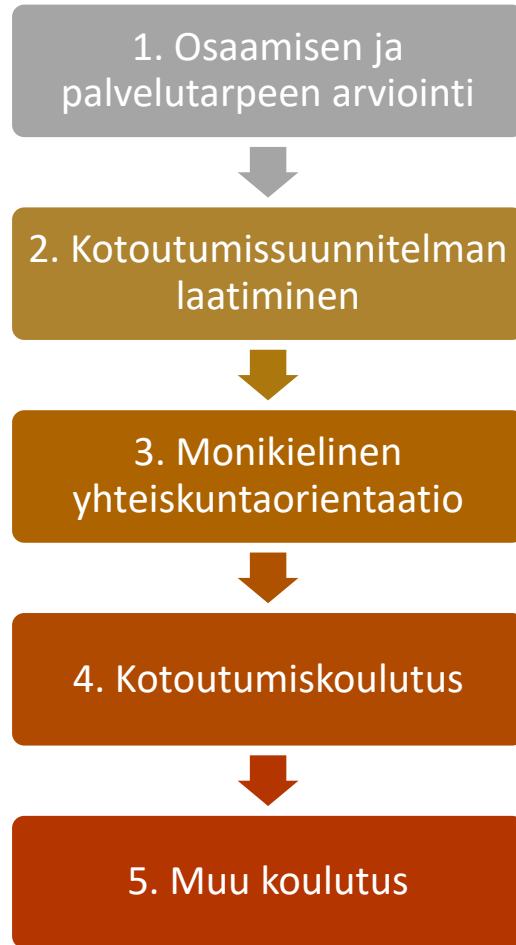 1. Osaamisen ja
palvelutarpeen arviointi
2. Kotoutumissuunnitelman
laatiminen
3. Monikielinen
yhteiskuntaorientaatio
4. Kotoutumiskoulutus
5. Muu koulutus